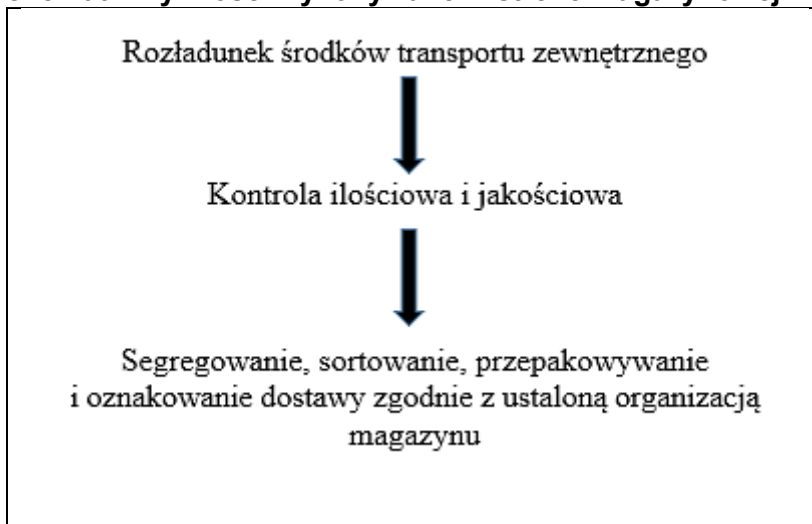 Rozładunek środków transportu zewnętrznego
Kontrola ilościowa i jakościowa
Segregowanie, sortowanie, przepakowywanie
i oznakowanie dostawy zgodnie z ustaloną organizacją
magazynu